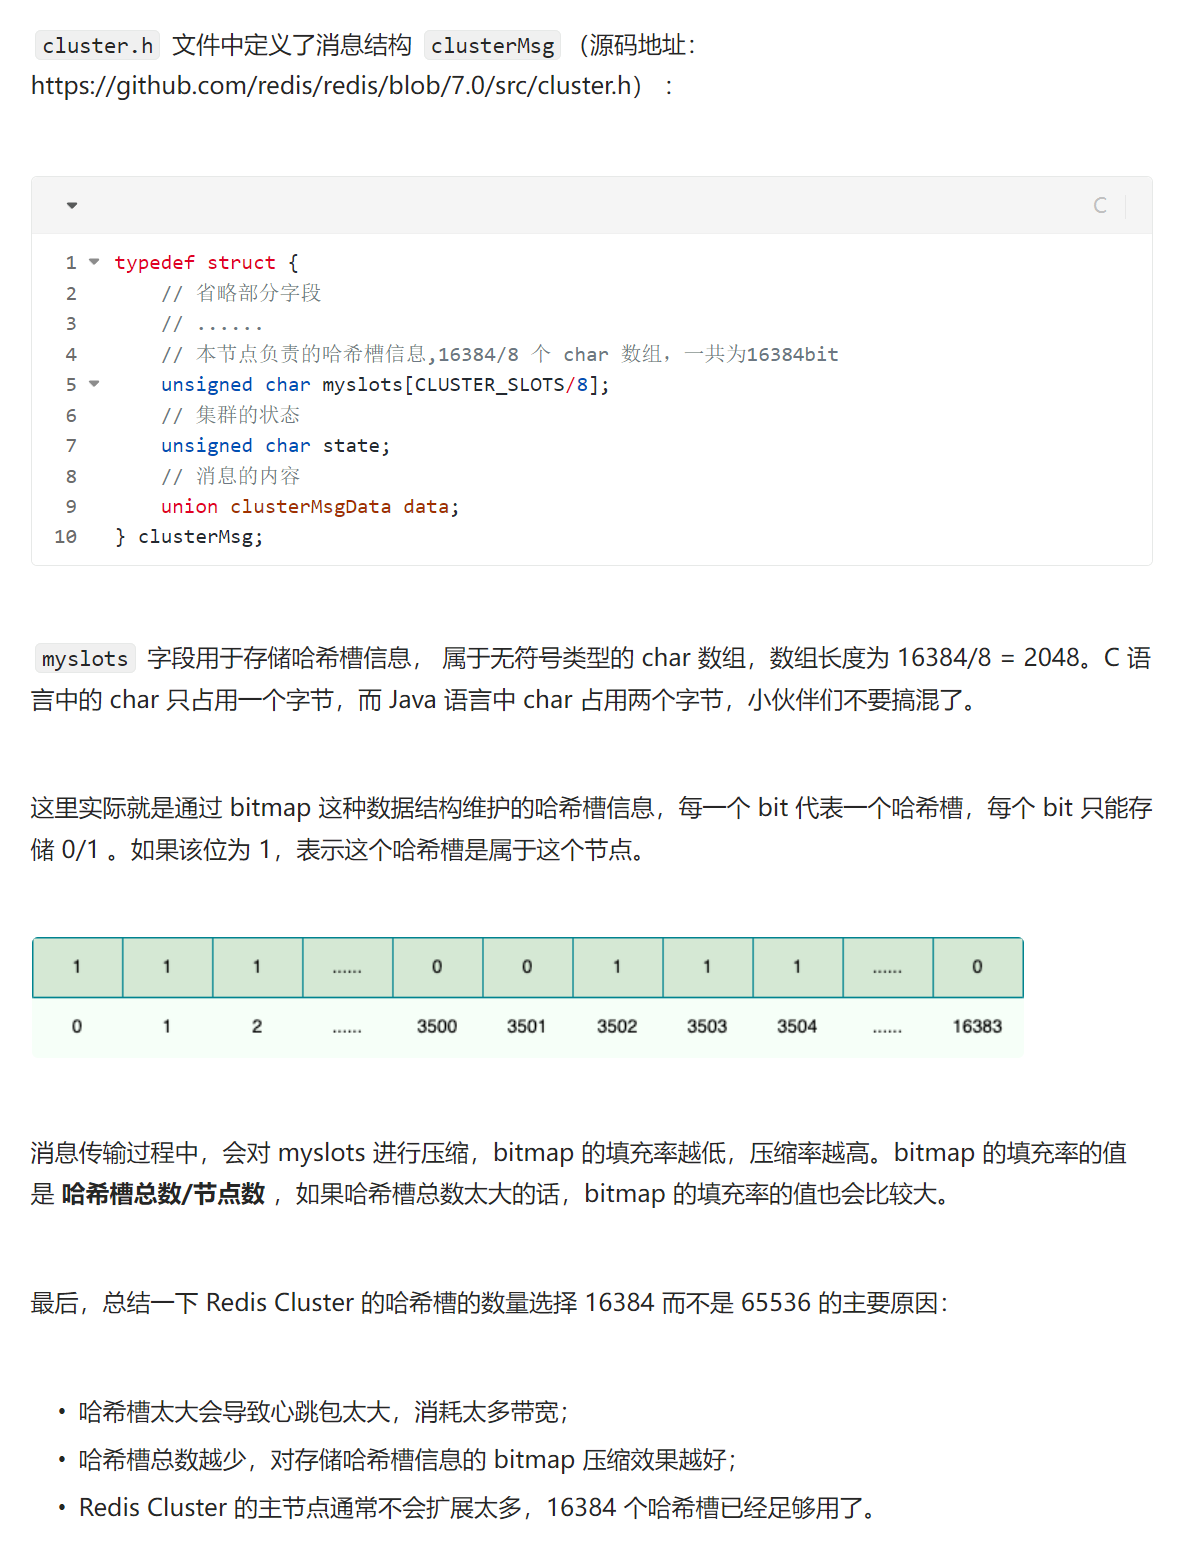 cluster.h 文件中定义了消息结构 clusterMsg （源码地址：
https://github.com/redis/redis/blob/7.0/src/cluster.h） ：
C
1 typedef struct {
2 // 省略部分字段
3 // ......
4 // 本节点负责的哈希槽信息,16384/8 个 char 数组，一共为16384bit
5 unsigned char myslots[CLUSTER_SLOTS/8];
6 // 集群的状态
7 unsigned char state;
8 // 消息的内容
9 union clusterMsgData data;
10 } clusterMsg;
myslots 字段用于存储哈希槽信息， 属于无符号类型的 char 数组，数组长度为 16384/8 = 2048。C 语
言中的 char 只占用一个字节，而 Java 语言中 char 占用两个字节，小伙伴们不要搞混了。
这里实际就是通过 bitmap 这种数据结构维护的哈希槽信息，每一个 bit 代表一个哈希槽，每个 bit 只能存
储 0/1 。如果该位为 1，表示这个哈希槽是属于这个节点。
1 1 1 ...... 0 0 1 1 1 ...... 0
0 1 2 ...... 3500 3501 3502 3503 3504 ...... 16383
消息传输过程中，会对 myslots 进行压缩，bitmap 的填充率越低，压缩率越高。bitmap 的填充率的值
是 哈希槽总数/节点数 ，如果哈希槽总数太大的话，bitmap 的填充率的值也会比较大。
最后，总结一下 Redis Cluster 的哈希槽的数量选择 16384 而不是 65536 的主要原因：
• 哈希槽太大会导致心跳包太大，消耗太多带宽；
• 哈希槽总数越少，对存储哈希槽信息的 bitmap 压缩效果越好；
• Redis Cluster 的主节点通常不会扩展太多，16384 个哈希槽已经足够用了。